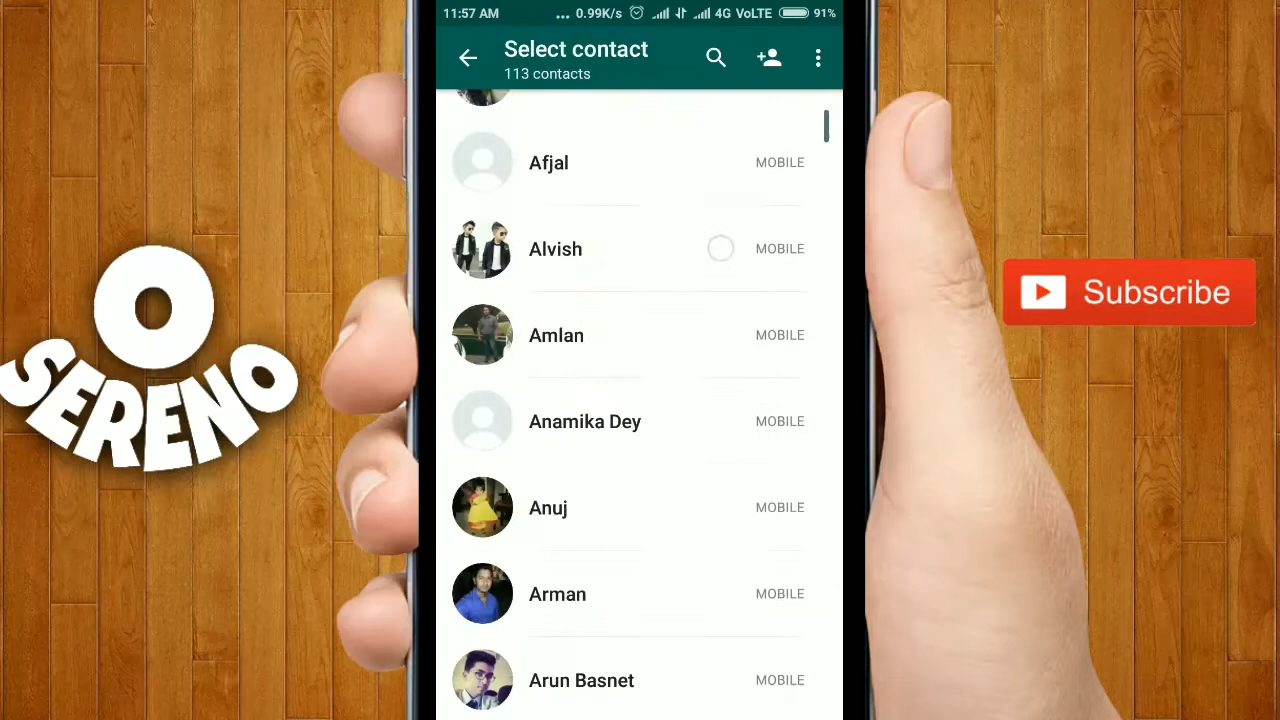 11:57 AM ... 0.99K/s 4G VoLTE 91%
Select contact
113 contacts
Afjal MOBILE
Alvish MOBILE
Amlan MOBILE
Anamika Dey MOBILE
Anuj MOBILE
Arman MOBILE
Arun Basnet MOBILE
O
SERENO
Subscribe